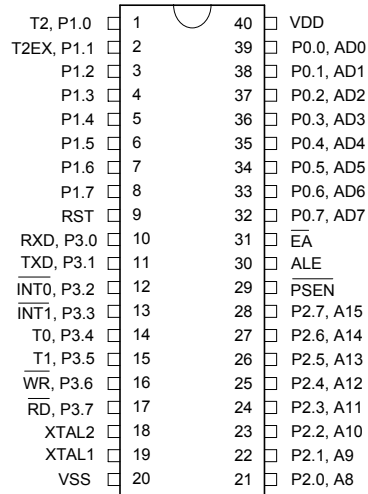 T2, P1.0 1 40 VDD
T2EX, P1.1 2 39 P0.0, AD0
P1.2 3 38 P0.1, AD1
P1.3 4 37 P0.2, AD2
P1.4 5 36 P0.3, AD3
P1.5 6 35 P0.4, AD4
P1.6 7 34 P0.5, AD5
P1.7 8 33 P0.6, AD6
RST 9 32 P0.7, AD7
RXD, P3.0 10 31 E̅A̅
TXD, P3.1 11 30 ALE
I̅N̅T̅0̅, P3.2 12 29 P̅S̅E̅N̅
I̅N̅T̅1̅, P3.3 13 28 P2.7, A15
T0, P3.4 14 27 P2.6, A14
T1, P3.5 15 26 P2.5, A13
W̅R̅, P3.6 16 25 P2.4, A12
R̅D̅, P3.7 17 24 P2.3, A11
XTAL2 18 23 P2.2, A10
XTAL1 19 22 P2.1, A9
VSS 20 21 P2.0, A8